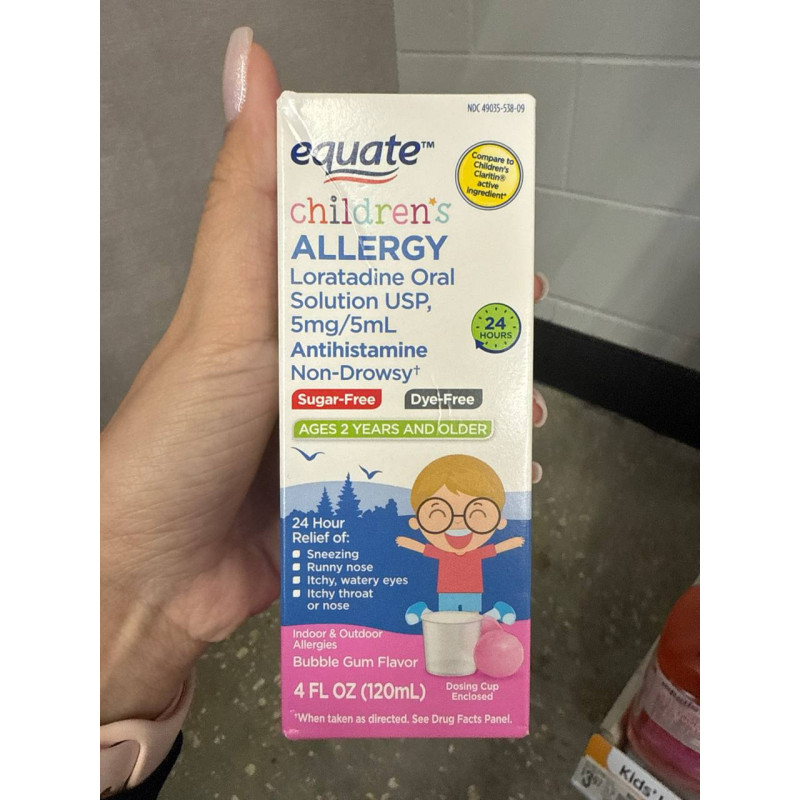 NDC 49035-538-09
equate™
Compare to
Children's
Claritin®
active
ingredient*
children's
ALLERGY
Loratadine Oral
Solution USP,
5mg/5mL
Antihistamine
Non-Drowsy†
24
HOURS
Sugar-Free
Dye-Free
AGES 2 YEARS AND OLDER
24 Hour
Relief of:
Sneezing
Runny nose
Itchy, watery eyes
Itchy throat
or nose
Indoor & Outdoor
Allergies
Bubble Gum Flavor
4 FL OZ (120mL)
Dosing Cup
Enclosed
†When taken as directed. See Drug Facts Panel.
Kids'